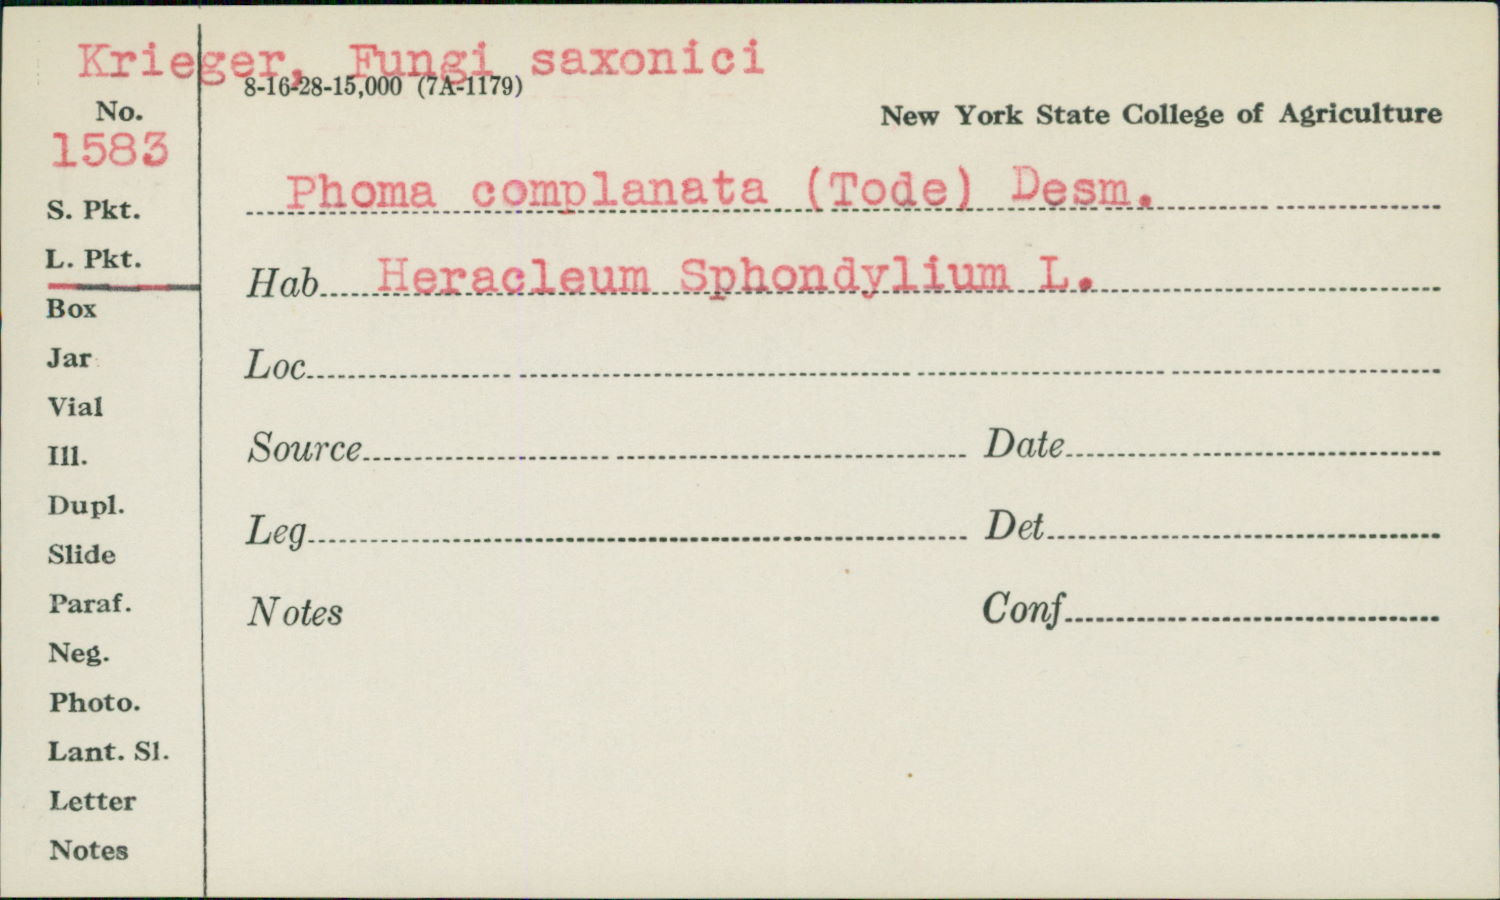 Krieger, Fungi saxonici
8-16-28-15,000 (7A-1179)
No.
New York State College of Agriculture
1583
Phoma complanata (Tode) Desm.
S. Pkt.
L. Pkt.
Hab. Heracleum Sphondylium L.
Box
Jar
Loc.
Vial
Source
Date
Ill.
Dupl.
Leg.
Det.
Slide
Paraf.
Notes
Conf.
Neg.
Photo.
Lant. Sl.
Letter
Notes